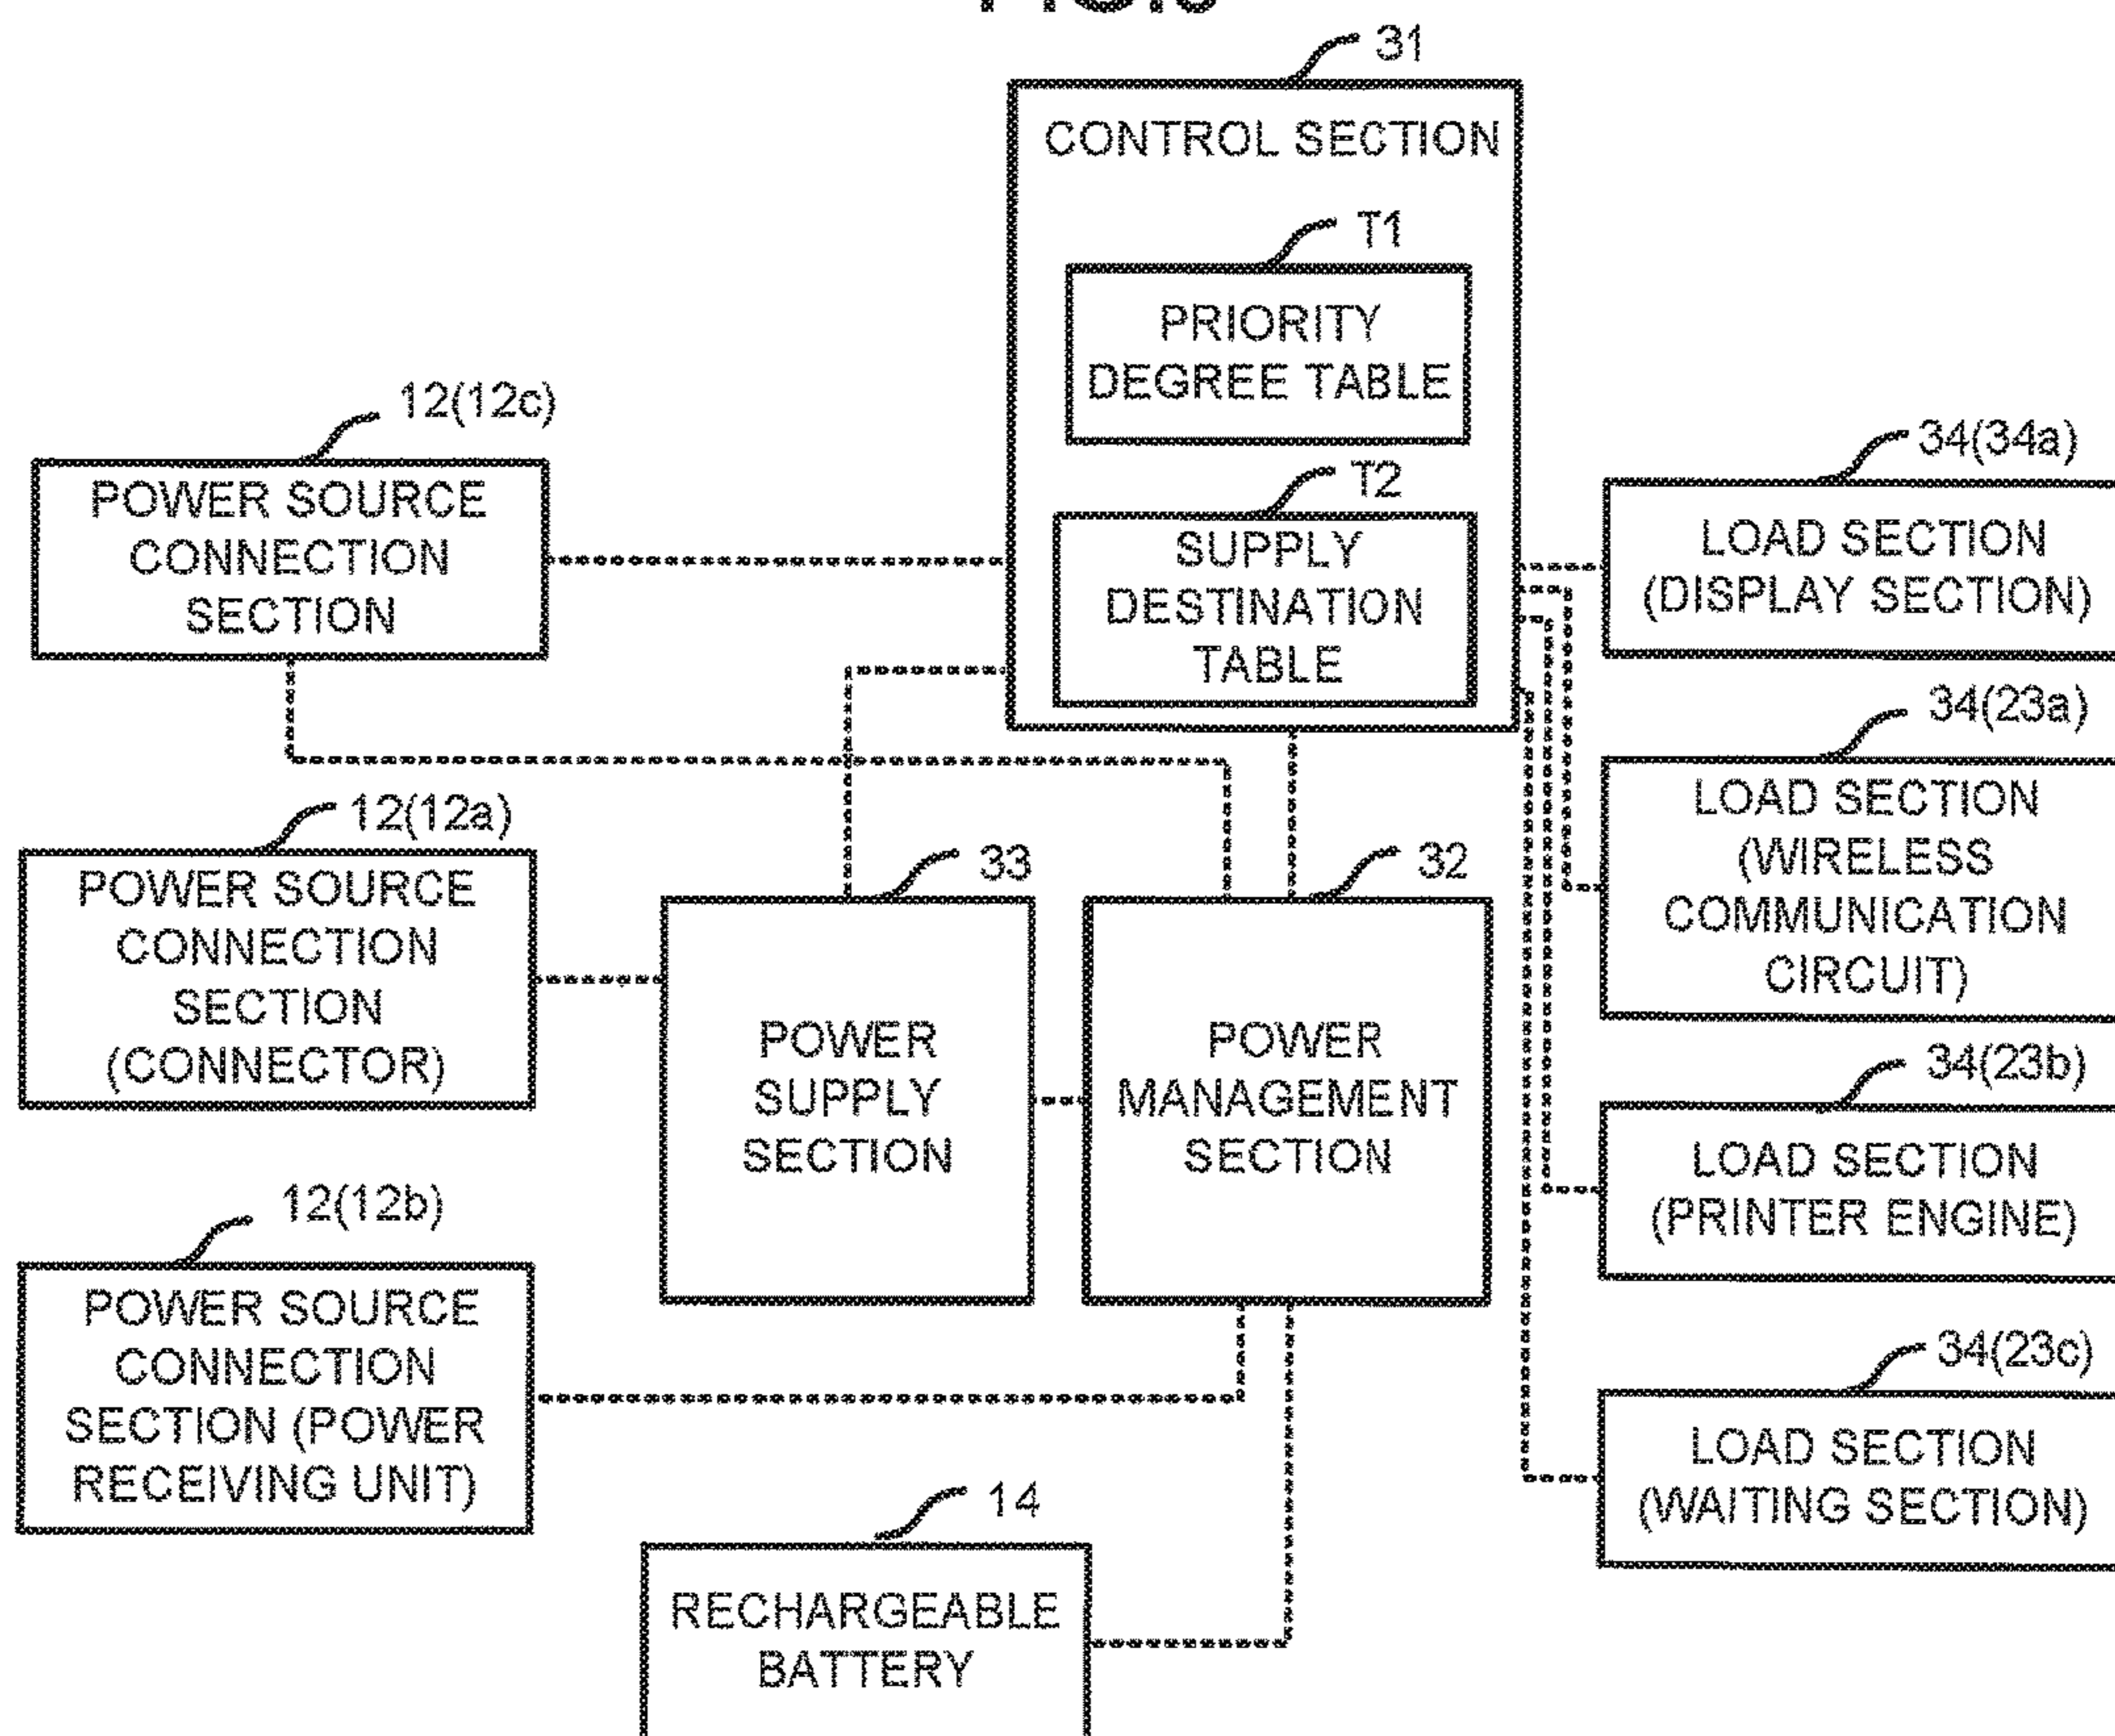 31
CONTROL SECTION
T1
PRIORITY
DEGREE TABLE
T2
SUPPLY
DESTINATION
TABLE
12(12c)
POWER SOURCE
CONNECTION
SECTION
12(12a)
POWER SOURCE
CONNECTION
SECTION
(CONNECTOR)
12(12b)
POWER SOURCE
CONNECTION
SECTION (POWER
RECEIVING UNIT)
33
POWER
SUPPLY
SECTION
32
POWER
MANAGEMENT
SECTION
14
RECHARGEABLE
BATTERY
34(34a)
LOAD SECTION
(DISPLAY SECTION)
34(23a)
LOAD SECTION
(WIRELESS
COMMUNICATION
CIRCUIT)
34(23b)
LOAD SECTION
(PRINTER ENGINE)
34(23c)
LOAD SECTION
(WAITING SECTION)